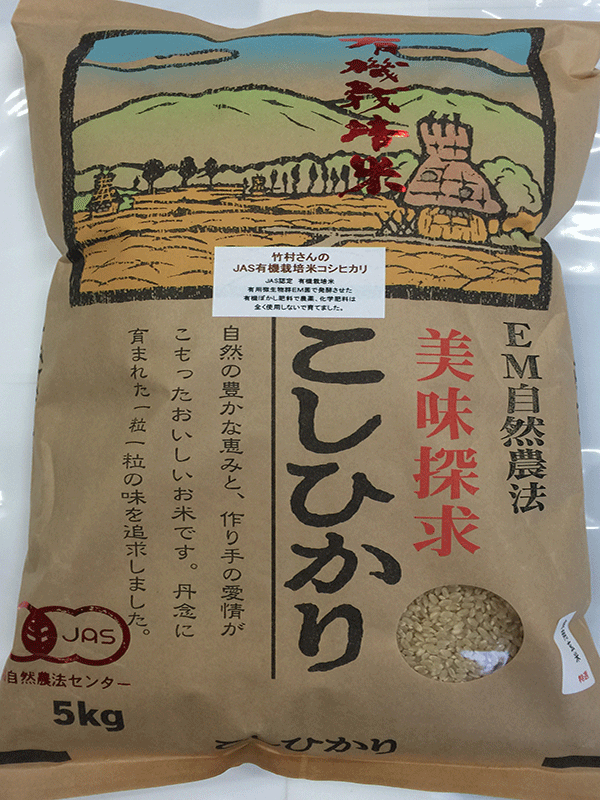 有機栽培米
竹村さんの
JAS有機栽培米コシヒカリ
JAS認定 有機栽培米
有用微生物群EM菌で発酵させた
有機ぼかし肥料で農薬、化学肥料は
全く使用しないで育てました。
EM自然農法
美味探求
こしひかり
自然の豊かな恵みと、作り手の愛情が
こもったおいしいお米です。丹念に
育まれた一粒一粒の味を追求しました。
JAS
自然農法センター
5kg
こしひかり